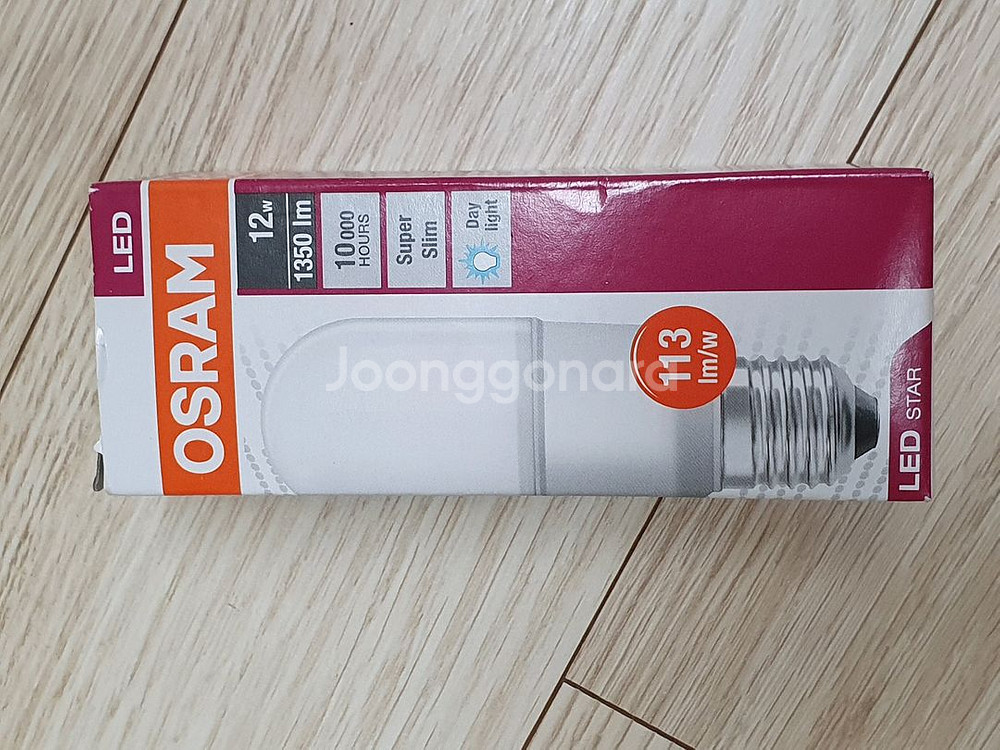 LED
OSRAM
12w
1350 lm
10 000
HOURS
Super
Slim
Day
light
113
lm/w
LED STAR
Joonggonara